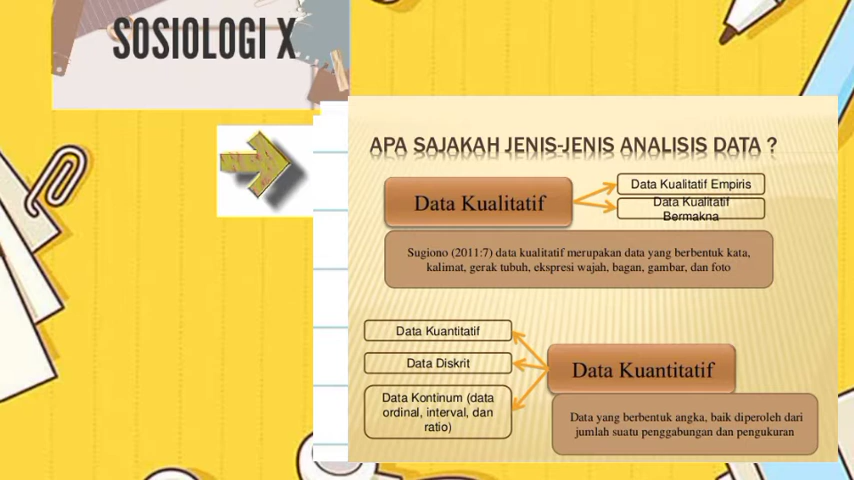 SOSIOLOGI X
APA SAJAKAH JENIS-JENIS ANALISIS DATA ?
Data Kualitatif
Data Kualitatif Empiris
Data Kualitatif
Bermakna
Sugiono (2011:7) data kualitatif merupakan data yang berbentuk kata,
kalimat, gerak tubuh, ekspresi wajah, bagan, gambar, dan foto
Data Kuantitatif
Data Diskrit
Data Kontinum (data
ordinal, interval, dan
ratio)
Data Kuantitatif
Data yang berbentuk angka, baik diperoleh dari
jumlah suatu penggabungan dan pengukuran